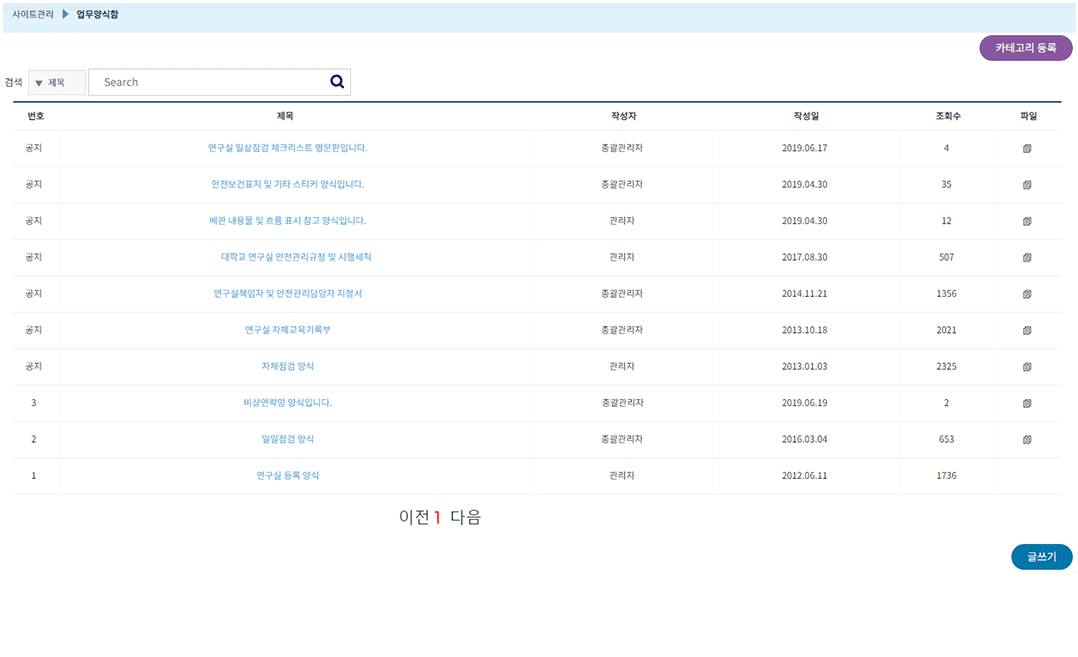 사이트관리 ▶ 업무양식함
카테고리 등록
검색 ▼ 제목 Search
번호 제목 작성자 작성일 조회수 파일
공지 연구실 일상점검 체크리스트 영문판입니다. 총괄관리자 2019.06.17 4
공지 안전보건표지 및 기타 스티커 양식입니다. 총괄관리자 2019.04.30 35
공지 배관 내용물 및 흐름 표시 참고 양식입니다. 관리자 2019.04.30 12
공지 대학교 연구실 안전관리규정 및 시행세칙 관리자 2017.08.30 507
공지 연구실책임자 및 안전관리담당자 지정서 총괄관리자 2014.11.21 1356
공지 연구실 자체교육기록부 총괄관리자 2013.10.18 2021
공지 자체점검 양식 관리자 2013.01.03 2325
3 비상연락망 양식입니다. 총괄관리자 2019.06.19 2
2 일일점검 양식 총괄관리자 2016.03.04 653
1 연구실 등록 양식 관리자 2012.06.11 1736
이전 1 다음
글쓰기